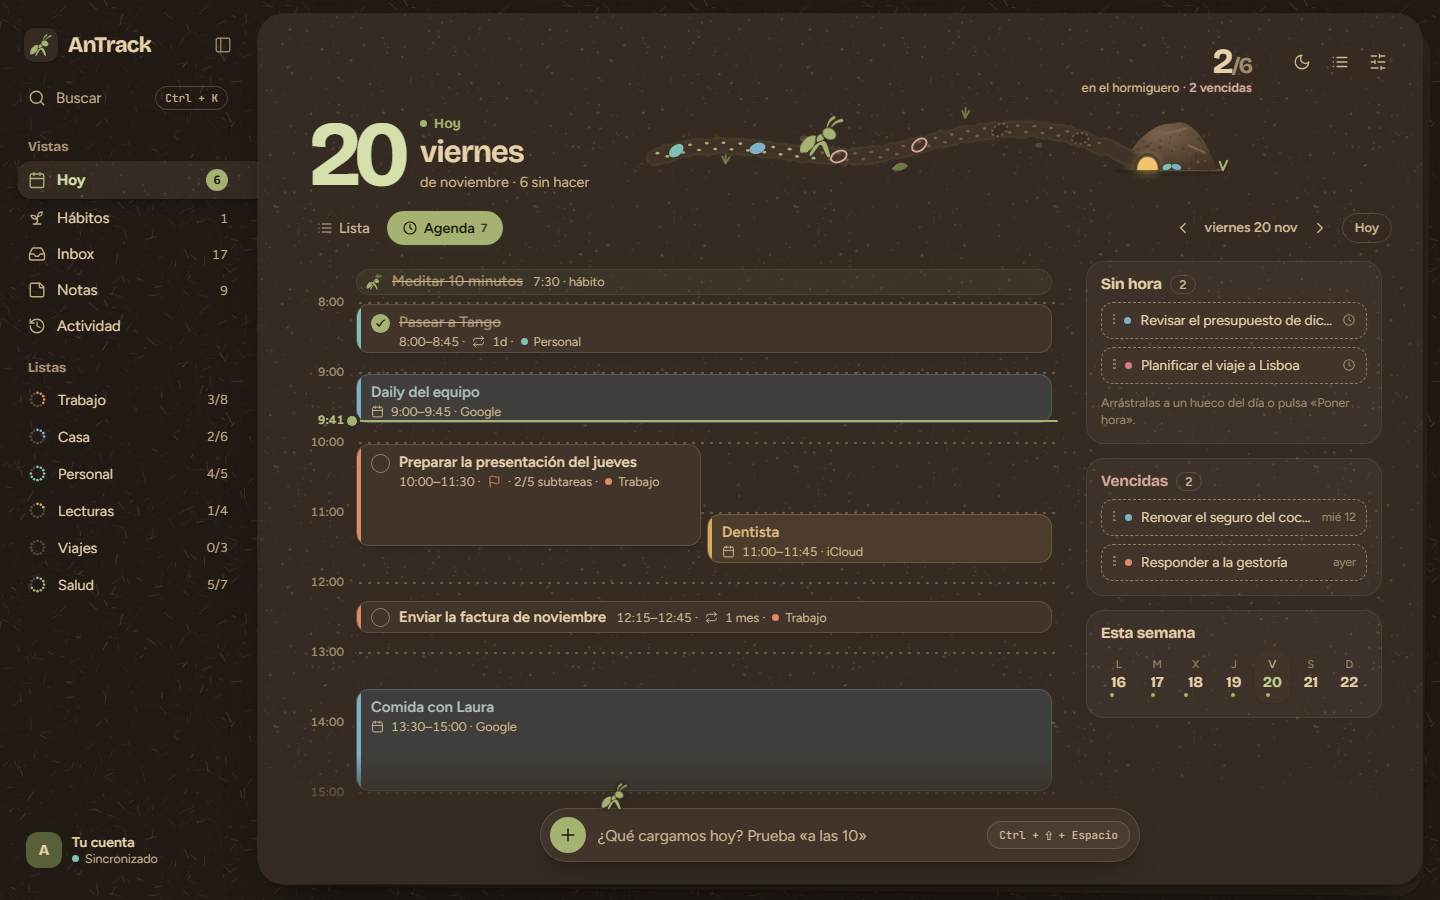 AnTrack
Buscar
Ctrl + K
Vistas
Hoy 6
Hábitos 1
Inbox 17
Notas 9
Actividad
Listas
Trabajo 3/8
Casa 2/6
Personal 4/5
Lecturas 1/4
Viajes 0/3
Salud 5/7
A
Tu cuenta
Sincronizado
20
Hoy
viernes
de noviembre · 6 sin hacer
2/6
en el hormiguero · 2 vencidas
Lista
Agenda 7
viernes 20 nov
Hoy
Meditar 10 minutos 7:30 · hábito
8:00
Pasear a Tango
8:00–8:45 · 1d · Personal
9:00
Daily del equipo
9:00–9:45 · Google
9:41
10:00
Preparar la presentación del jueves
10:00–11:30 · · 2/5 subtareas · Trabajo
11:00
Dentista
11:00–11:45 · iCloud
12:00
Enviar la factura de noviembre 12:15–12:45 · 1 mes · Trabajo
13:00
Comida con Laura
13:30–15:00 · Google
14:00
15:00
Sin hora 2
Revisar el presupuesto de dic...
Planificar el viaje a Lisboa
Arrástralas a un hueco del día o pulsa «Poner
hora».
Vencidas 2
Renovar el seguro del coc... mié 12
Responder a la gestoría ayer
Esta semana
L M X J V S D
16 17 18 19 20 21 22
¿Qué cargamos hoy? Prueba «a las 10»
Ctrl + ⇧ + Espacio